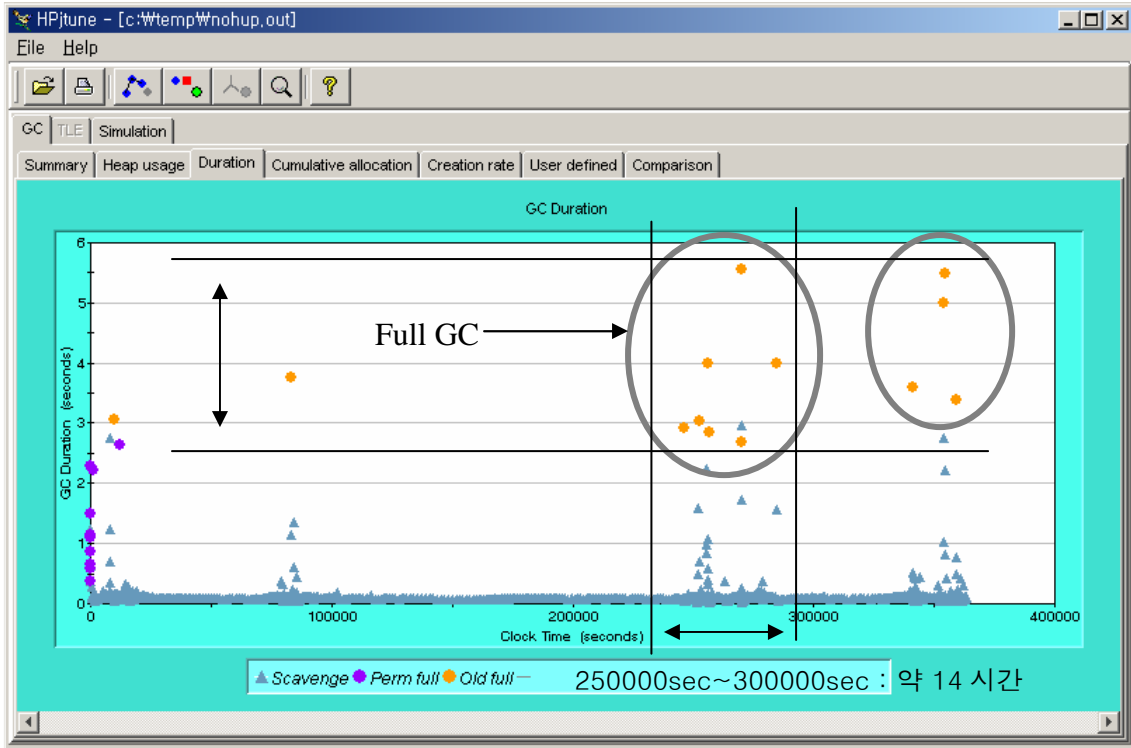 HPjtune - [c:₩temp₩nohup,out]
File Help
GC TLE Simulation
Summary Heap usage Duration Cumulative allocation Creation rate User defined Comparison
GC Duration
6
5
4
3
2
1
0
GC Duration (seconds)
Full GC
0 100000 200000 300000 400000
Clock Time (seconds)
Scavenge Perm full Old full
250000sec~300000sec : 약 14 시간